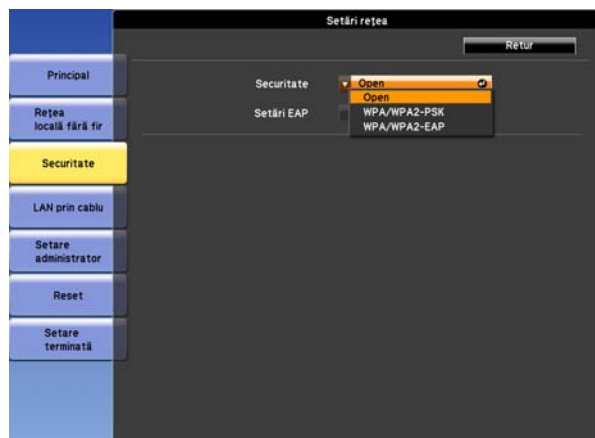 Setări rețea
Retur
Principal
Rețea
locală fără fir
Securitate
LAN prin cablu
Setare
administrator
Reset
Setare
terminată
Securitate
Open
Open
WPA/WPA2-PSK
WPA/WPA2-EAP
Setări EAP